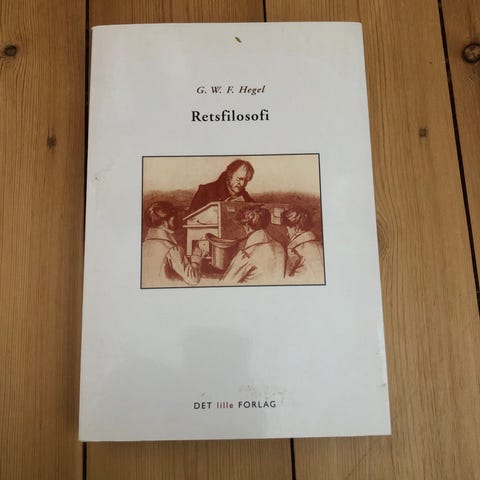 G. W. F. Hegel
Retsfilosofi
DET lille FORLAG